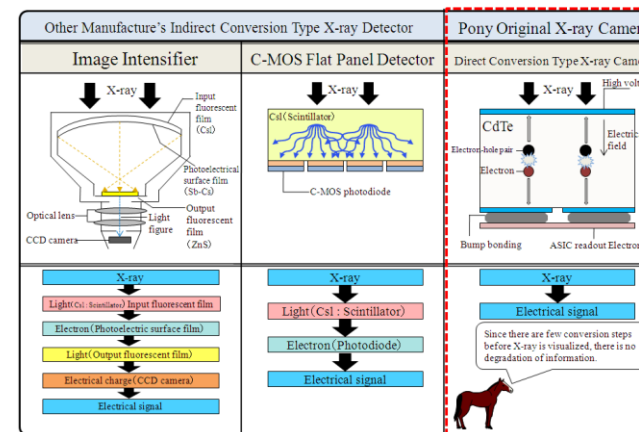 Other Manufacture's Indirect Conversion Type X-ray Detector
Pony Original X-ray Camer
Image Intensifier
C-MOS Flat Panel Detector
Direct Conversion Type X-ray Came
X-ray
Input
fluorescent
film
(CsI)
Photoelectrical
surface film
(Sb-Cs)
Output
fluorescent
film
(ZnS)
Optical lens
Light
figure
CCD camera
X-ray
CsI(Scintillator)
C-MOS photodiode
High volt
X-ray
CdTe
Electric
field
Electron-hole pair
Electron
Bump bonding
ASIC readout Electron
X-ray
Light(CsI : Scintillator) Input fluorescent film
Electron(Photoelectric surface film)
Light(Output fluorescent film)
Electrical charge(CCD camera)
Electrical signal
X-ray
Light(CsI : Scintillator)
Electron(Photodiode)
Electrical signal
X-ray
Electrical signal
Since there are few conversion steps
before X-ray is visualized, there is no
degradation of information.